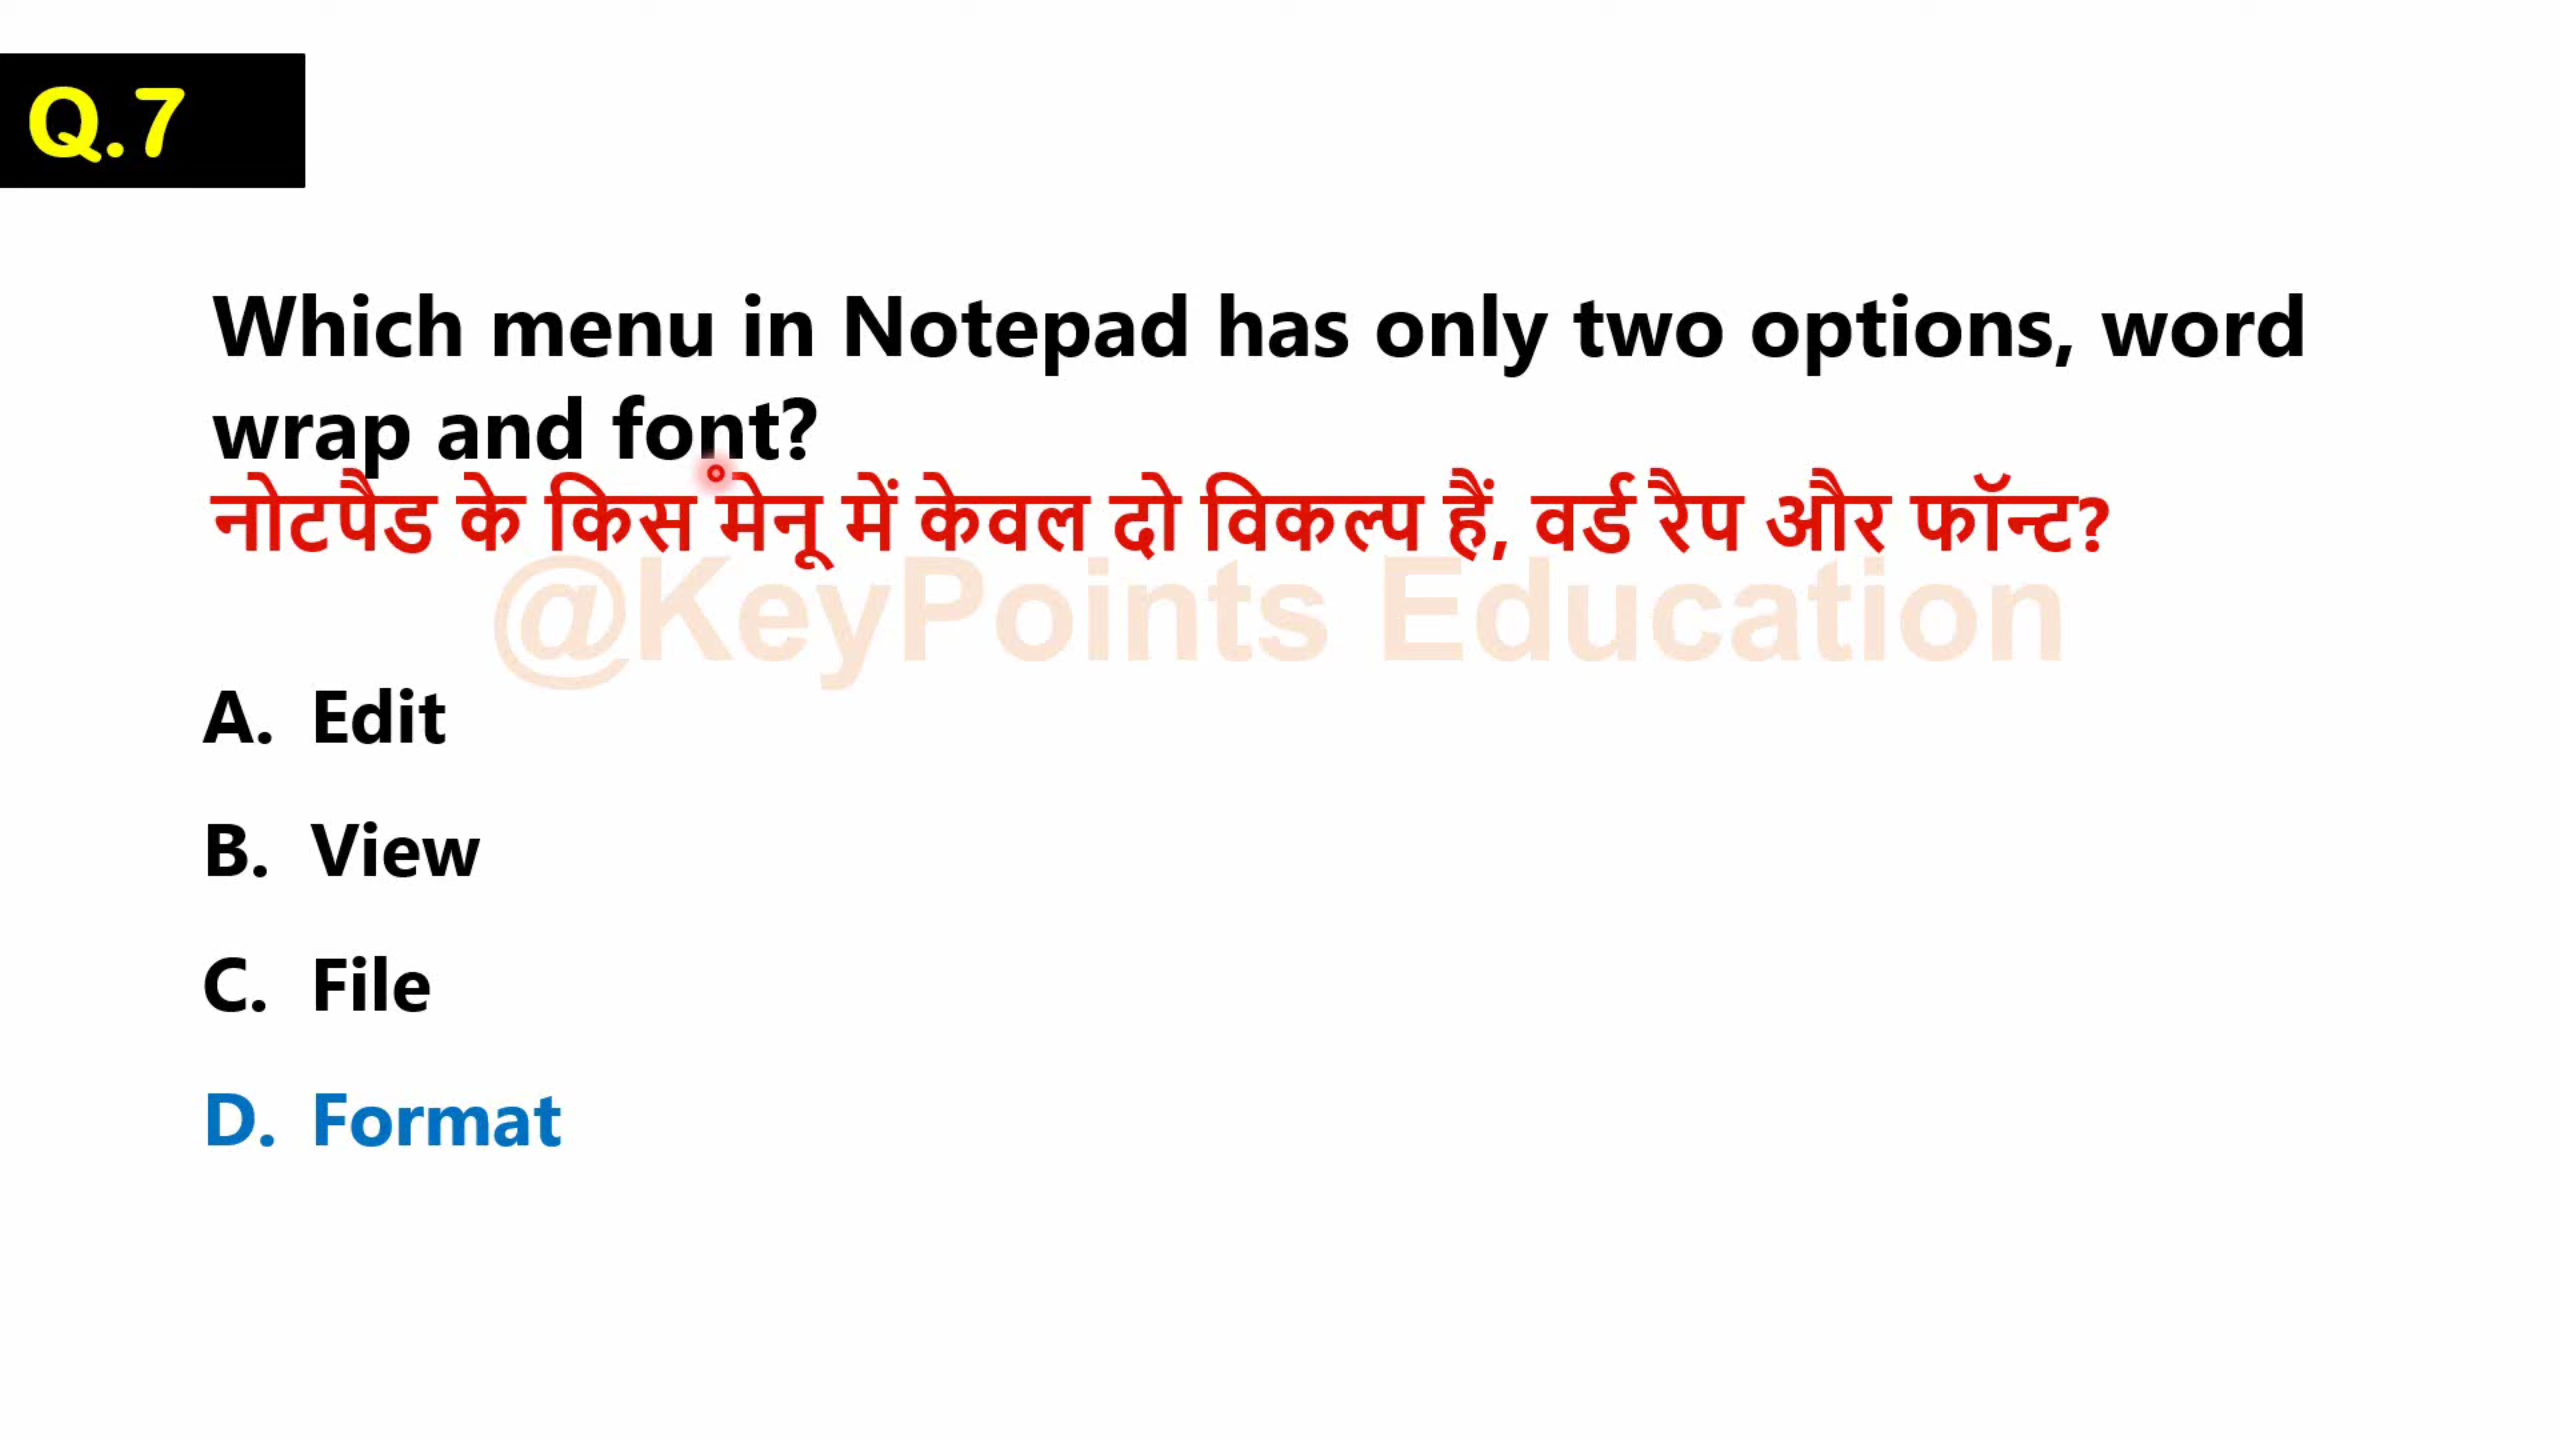 Q.7
Which menu in Notepad has only two options, word
wrap and font?
नोटपैड के किस मेनू में केवल दो विकल्प हैं, वर्ड रैप और फॉन्ट?
@KeyPoints Education
A. Edit
B. View
C. File
D. Format